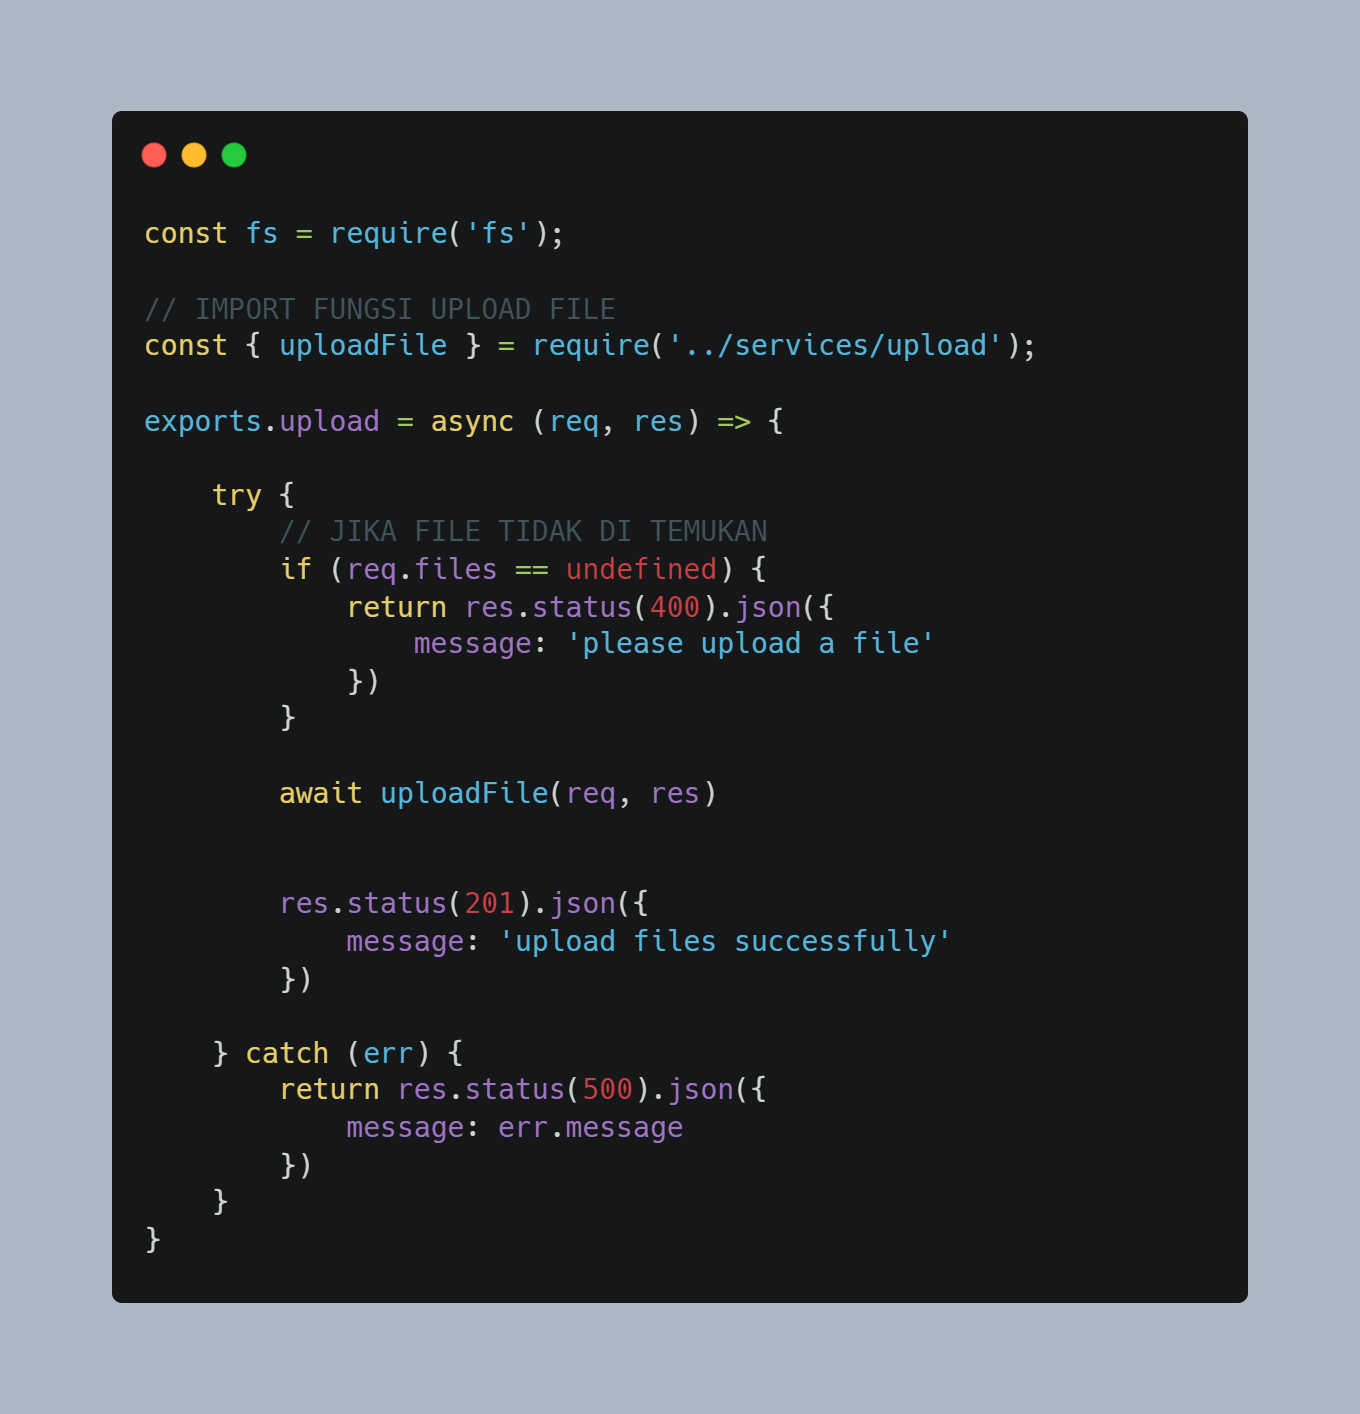 const fs = require('fs');
// IMPORT FUNGSI UPLOAD FILE
const { uploadFile } = require('../services/upload');
exports.upload = async (req, res) => {
try {
// JIKA FILE TIDAK DI TEMUKAN
if (req.files == undefined) {
return res.status(400).json({
message: 'please upload a file'
})
}
await uploadFile(req, res)
res.status(201).json({
message: 'upload files successfully'
})
} catch (err) {
return res.status(500).json({
message: err.message
})
}
}